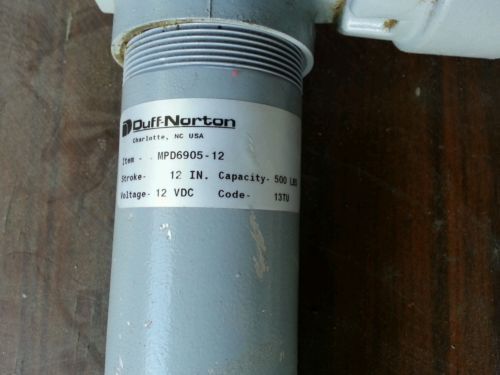 Duff-Norton
Charlotte, NC USA
Item - . MPD6905-12
Stroke- 12 IN. Capacity- 500 LBS
Voltage- 12 VDC Code- 13TU